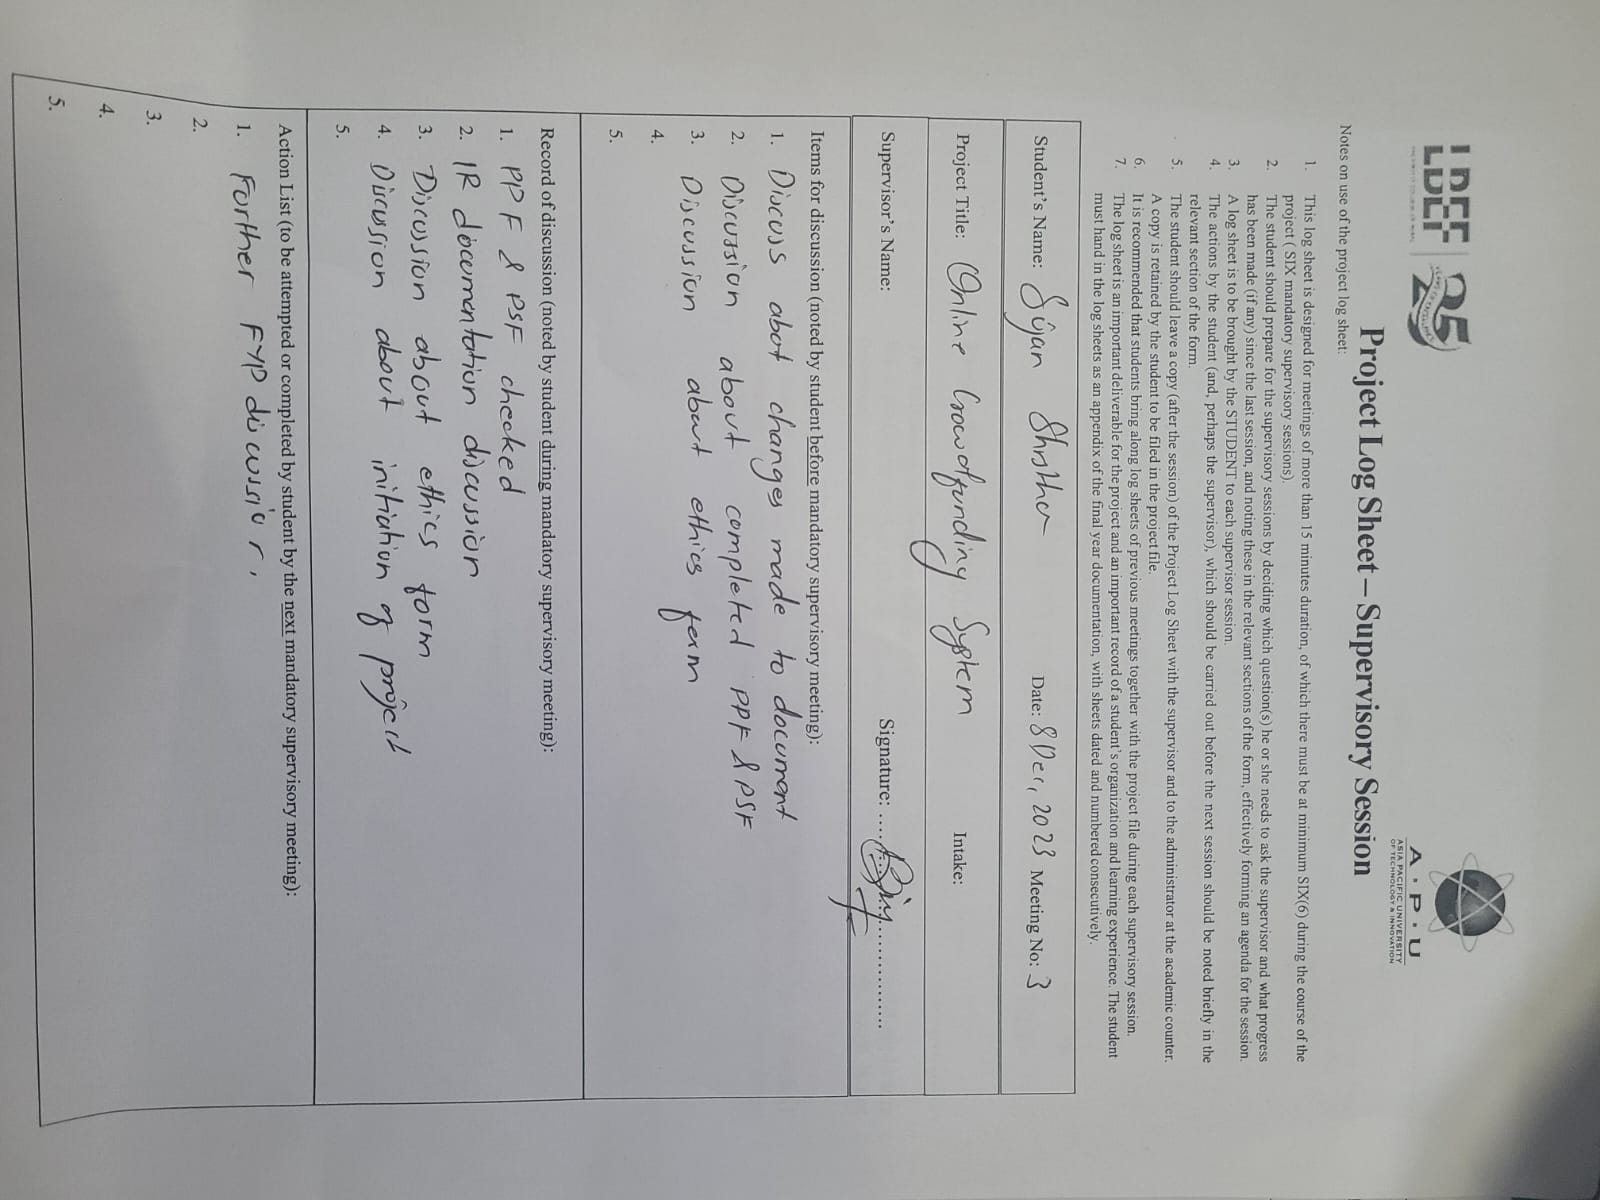 LBEF
25
YEARS OF EXCELLENCE
A · P · U
ASIA PACIFIC UNIVERSITY
OF TECHNOLOGY & INNOVATION
Project Log Sheet – Supervisory Session
Notes on use of the project log sheet:
1. This log sheet is designed for meetings of more than 15 minutes duration, of which there must be at minimum SIX(6) during the course of the
project ( SIX mandatory supervisory sessions).
2. The student should prepare for the supervisory sessions by deciding which question(s) he or she needs to ask the supervisor and what progress
has been made (if any) since the last session, and noting these in the relevant sections of the form, effectively forming an agenda for the session.
3. A log sheet is to be brought by the STUDENT to each supervisor session.
4. The actions by the student (and, perhaps the supervisor), which should be carried out before the next session should be noted briefly in the
relevant section of the form.
5. The student should leave a copy (after the session) of the Project Log Sheet with the supervisor and to the administrator at the academic counter.
A copy is retained by the student to be filed in the project file.
6. It is recommended that students bring along log sheets of previous meetings together with the project file during each supervisory session.
7. The log sheet is an important deliverable for the project and an important record of a student's organization and learning experience. The student
must hand in the log sheets as an appendix of the final year documentation, with sheets dated and numbered consecutively.
Student's Name: Sujan Shrstha Date: 8 Dec, 2023 Meeting No: 3
Project Title: Online Crowdfunding System Intake:
Supervisor's Name: Signature: ....................
Items for discussion (noted by student before mandatory supervisory meeting):
1. Discuss abot changes made to document
2. Discussion about completed PPF & PSF
3. Discussion about ethics form
4.
5.
Record of discussion (noted by student during mandatory supervisory meeting):
1. PPF & PSF checked
2. IR documentation discussion
3. Discussion about ethics form
4. Discussion about initiation of project
5.
Action List (to be attempted or completed by student by the next mandatory supervisory meeting):
1. Further FYP discussion.
2.
3.
4.
5.